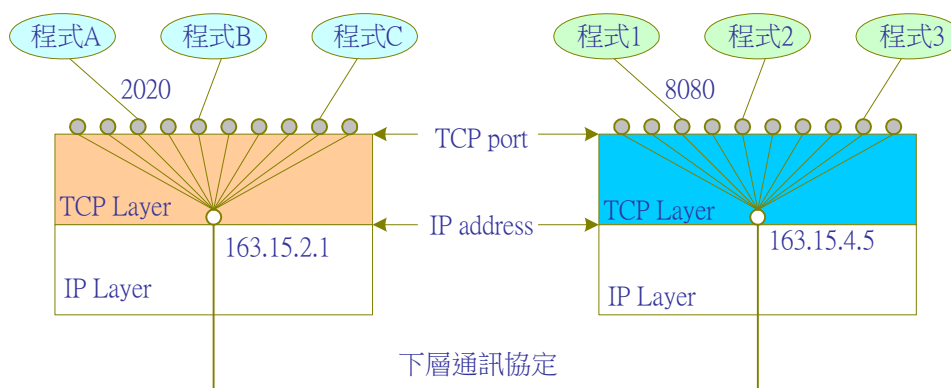 程式A
程式B
程式C
程式1
程式2
程式3
2020
8080
TCP port
TCP Layer
TCP Layer
IP address
163.15.2.1
163.15.4.5
IP Layer
IP Layer
下層通訊協定